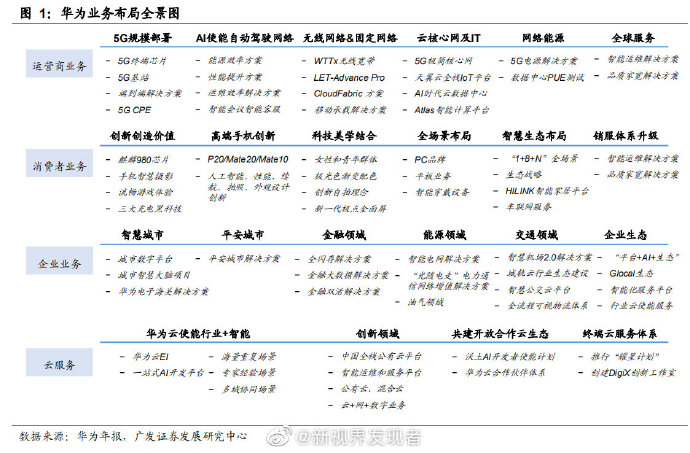 图 1：华为业务布局全景图
5G规模部署 AI使能自动驾驶网络 无线网络&固定网络 云核心网及IT 网络能源 全球服务
运营商业务
- 5G终端芯片
- 5G基站
- 端到端解决方案
- 5G CPE
- 能源效率方案
- 性能提升方案
- 运维效率解决方案
- 智能会议智能客服
- WTTx无线宽带
- LET-Advance Pro
- CloudFabric 方案
- 移动承载解决方案
- 5G极简核心网
- 天翼云全栈IoT平台
- AI时代云数据中心
- Atlas智能计算平台
- 5G电源解决方案
- 数据中心PUE测试
- 智能运维解决方案
- 品质家宽解决方案
创新创造价值 高端手机创新 科技美学结合 全场景布局 智慧生态布局 销服体系升级
消费者业务
- 麒麟980芯片
- 手机智慧摄影
- 流畅游戏体验
- 三大充电黑科技
- P20/Mate20/Mate10
- 人工智能、性能、续
航、拍照、外观设计
创新
- 女性和青年群体
- 极光色渐变配色
- 创新自拍理念
- 新一代极点全面屏
- PC品牌
- 平板业务
- 智能穿戴设备
- “1+8+N”全场景
- 生态战略
- HILINK智能家居平台
- 车联网服务
- 智能运维解决方案
- 品质家宽解决方案
智慧城市 平安城市 金融领域 能源领域 交通领域 企业生态
企业业务
- 城市数字平台
- 城市智慧大脑项目
- 华为电子海关解决方案
- 平安城市解决方案
- 全闪存解决方案
- 金融大数据解决方案
- 金融双活解决方案
- 智能电网解决方案
- “光随电走”电力通
信网络增值解决方案
- 油气领域
- 智慧机场2.0解决方案
- 城轨云行业生态建设
- 智慧公交云平台
- 全流程可视物流体系
- “平台+AI+生态”
- Glocal生态
- 智能化服务平台
- 行业云使能服务
华为云使能行业+智能 创新领域 共建开放合作云生态 终端云服务体系
云服务
- 华为云EI
- 一站式AI开发平台
- 海量重复场景
- 专家经验场景
- 多域协同场景
- 中国全栈公有云平台
- 智能运维和服务平台
- 公有云、混合云
- 云+网+数字业务
- 沃土AI开发者使能计划
- 华为云合作伙伴体系
- 推行“耀星计划”
- 创建DigiX创新工作室
数据来源：华为年报，广发证券发展研究中心
@新视界发现者